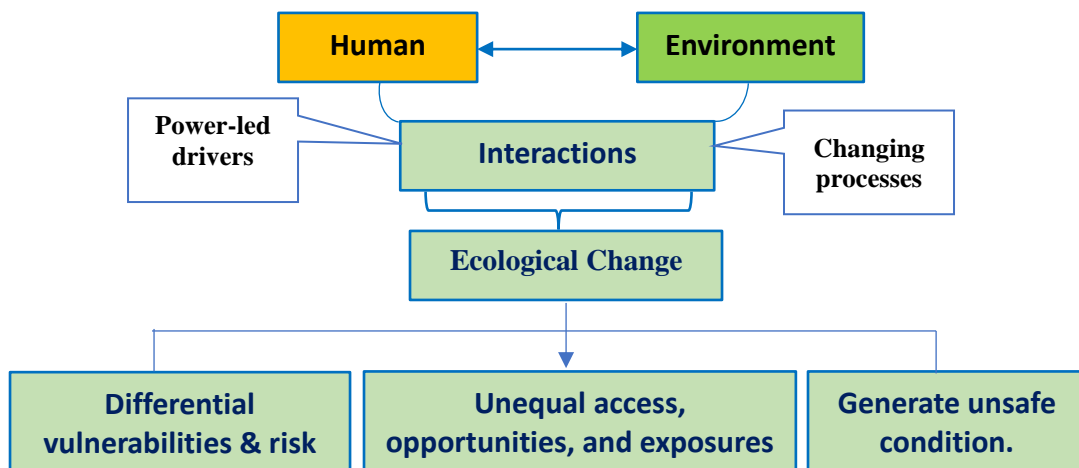 Human
Environment
Power-led
drivers
Interactions
Changing
processes
Ecological Change
Differential
vulnerabilities & risk
Unequal access,
opportunities, and exposures
Generate unsafe
condition.